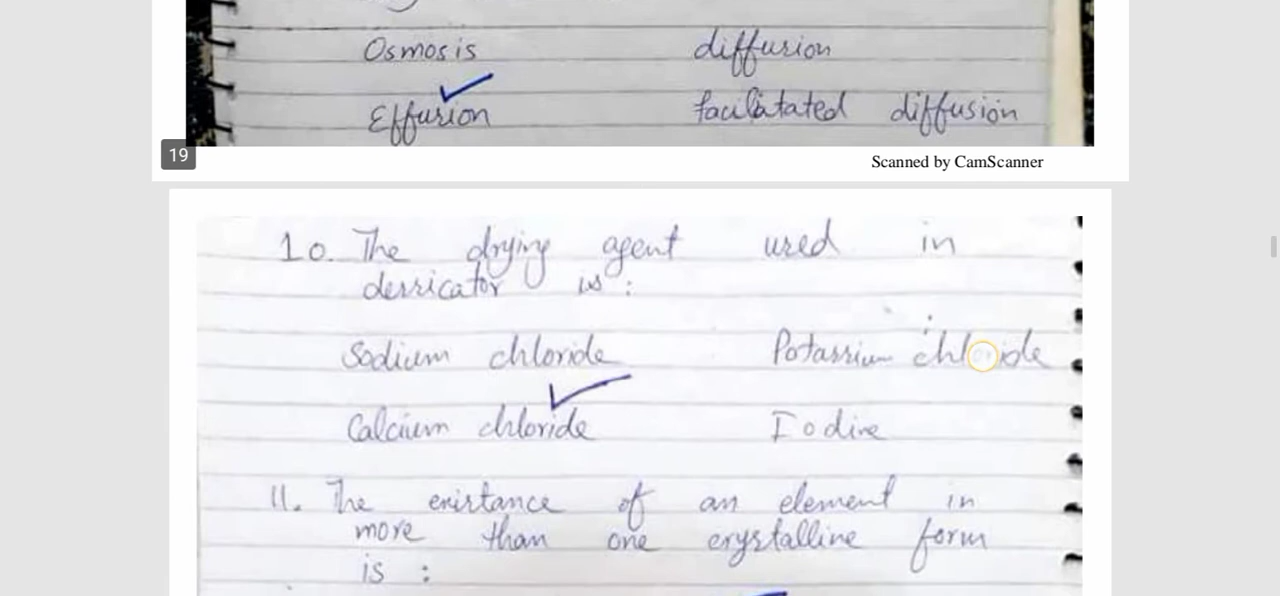 Osmosis diffusion
Effusion facilatated diffusion
19
Scanned by CamScanner
10. The drying agent used in
dessicator is :
Sodium chloride Potassium chloride
Calcium chloride Iodine
11. The existance of an element in
more than one crystalline form
is :